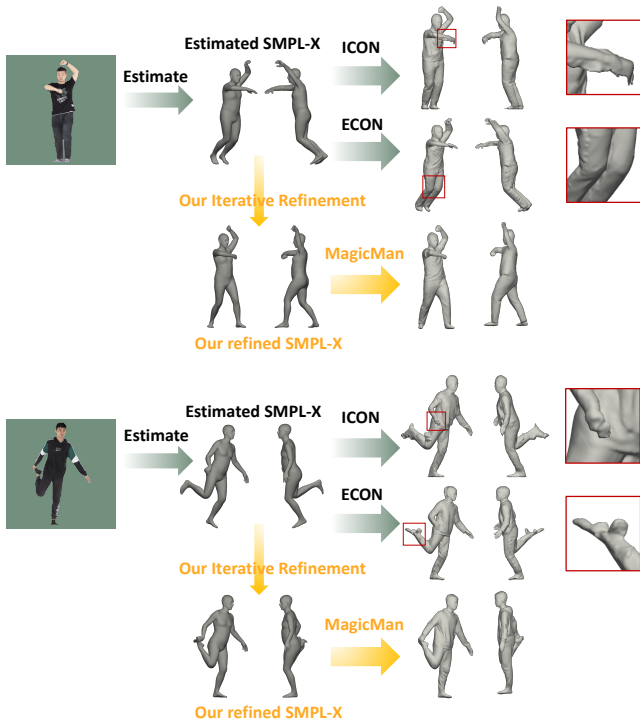 Estimated SMPL-X
ICON
Estimate
ECON
Our Iterative Refinement
MagicMan
Our refined SMPL-X
Estimated SMPL-X
ICON
Estimate
ECON
Our Iterative Refinement
MagicMan
Our refined SMPL-X